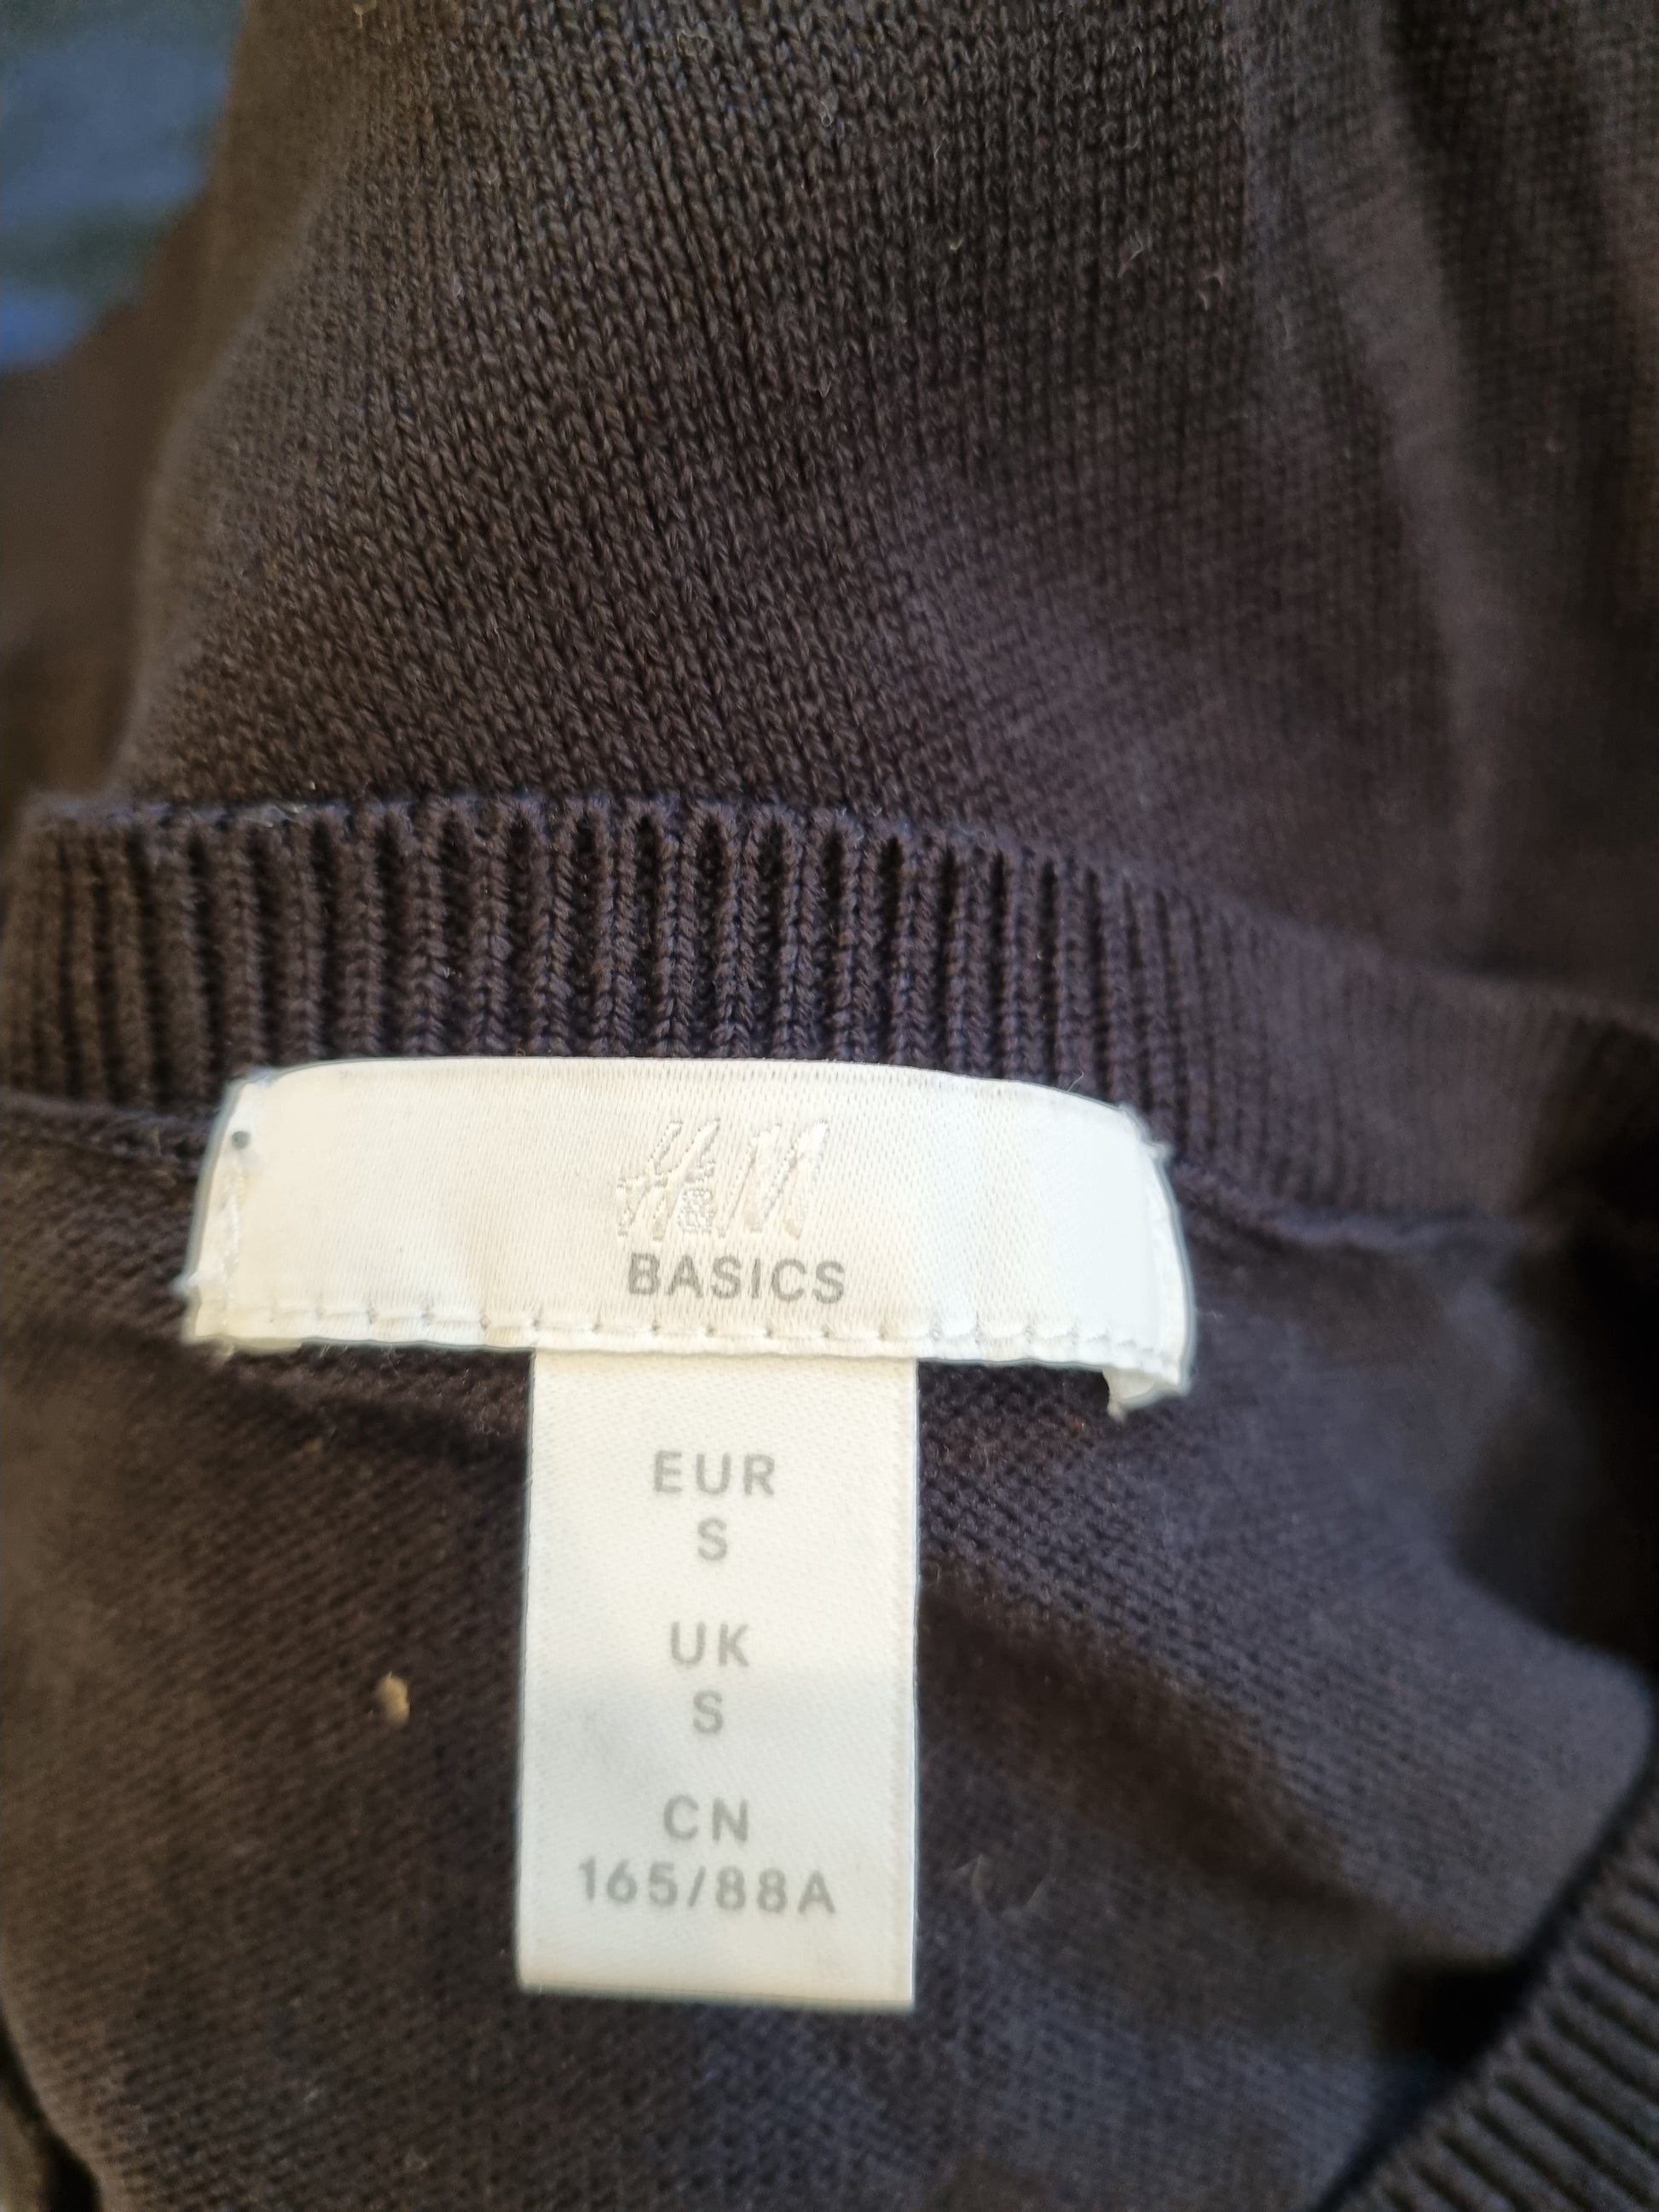 H&M
BASICS
EUR
S
UK
S
CN
165/88A